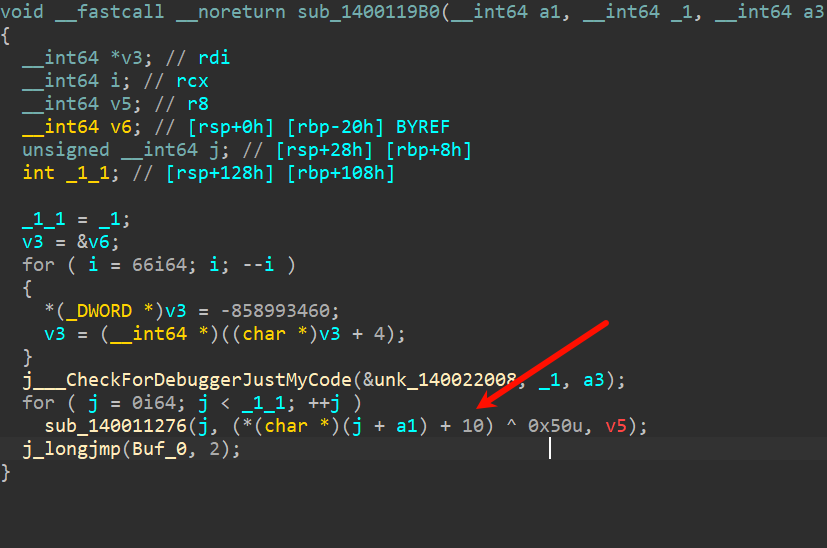 void __fastcall __noreturn sub_1400119B0(__int64 a1, __int64 _1, __int64 a3
{
  __int64 *v3; // rdi
  __int64 i; // rcx
  __int64 v5; // r8
  __int64 v6; // [rsp+0h] [rbp-20h] BYREF
  unsigned __int64 j; // [rsp+28h] [rbp+8h]
  int _1_1; // [rsp+128h] [rbp+108h]

  _1_1 = _1;
  v3 = &v6;
  for ( i = 66i64; i; --i )
  {
    *(_DWORD *)v3 = -858993460;
    v3 = (__int64 *)((char *)v3 + 4);
  }
  j___CheckForDebuggerJustMyCode(&unk_140022008, _1, a3);
  for ( j = 0i64; j < _1_1; ++j )
    sub_140011276(j, (*(char *)(j + a1) + 10) ^ 0x50u, v5);
  j_longjmp(Buf_0, 2);
}